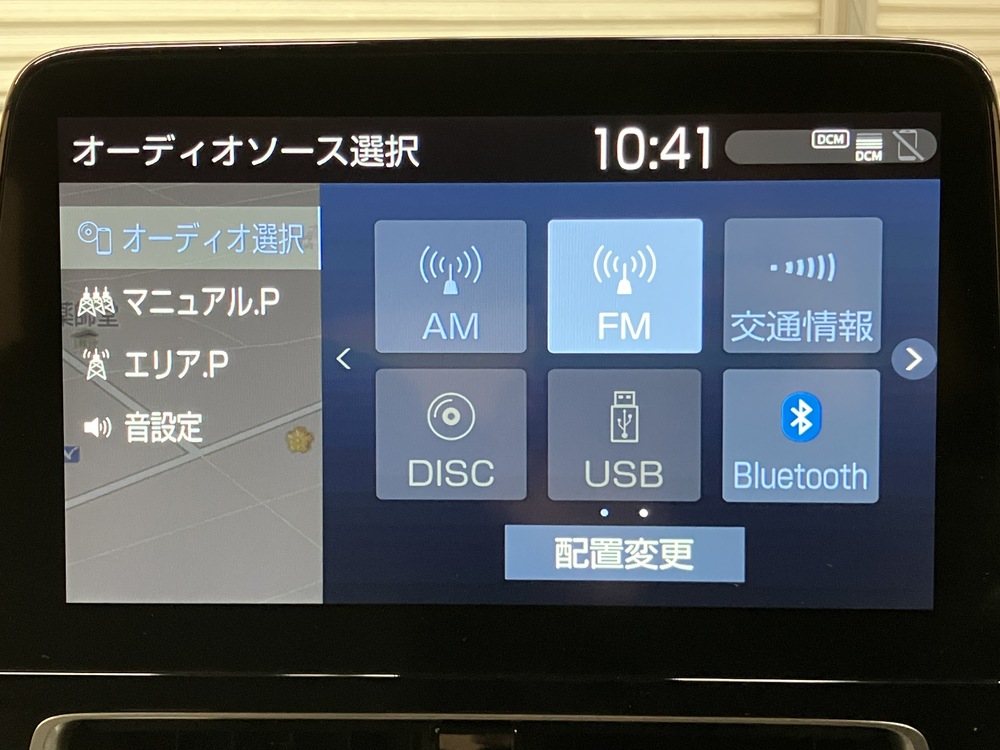 オーディオソース選択
10:41
DCM
DCM
オーディオ選択
マニュアル.P
エリア.P
音設定
AM
FM
交通情報
DISC
USB
Bluetooth
配置変更